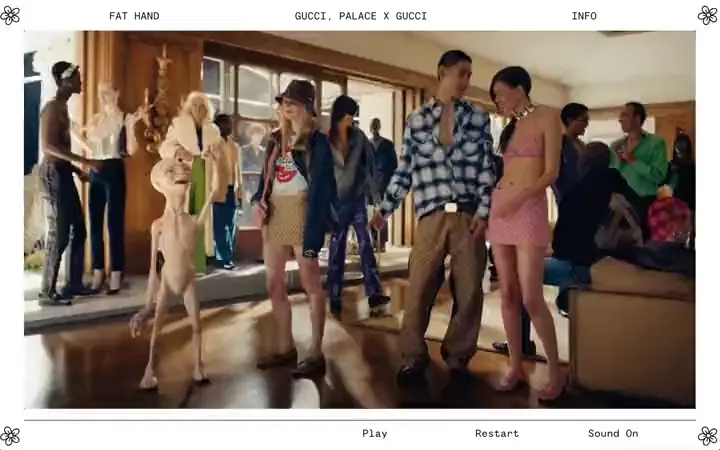 FAT HAND
GUCCI, PALACE X GUCCI
INFO
Play
Restart
Sound On